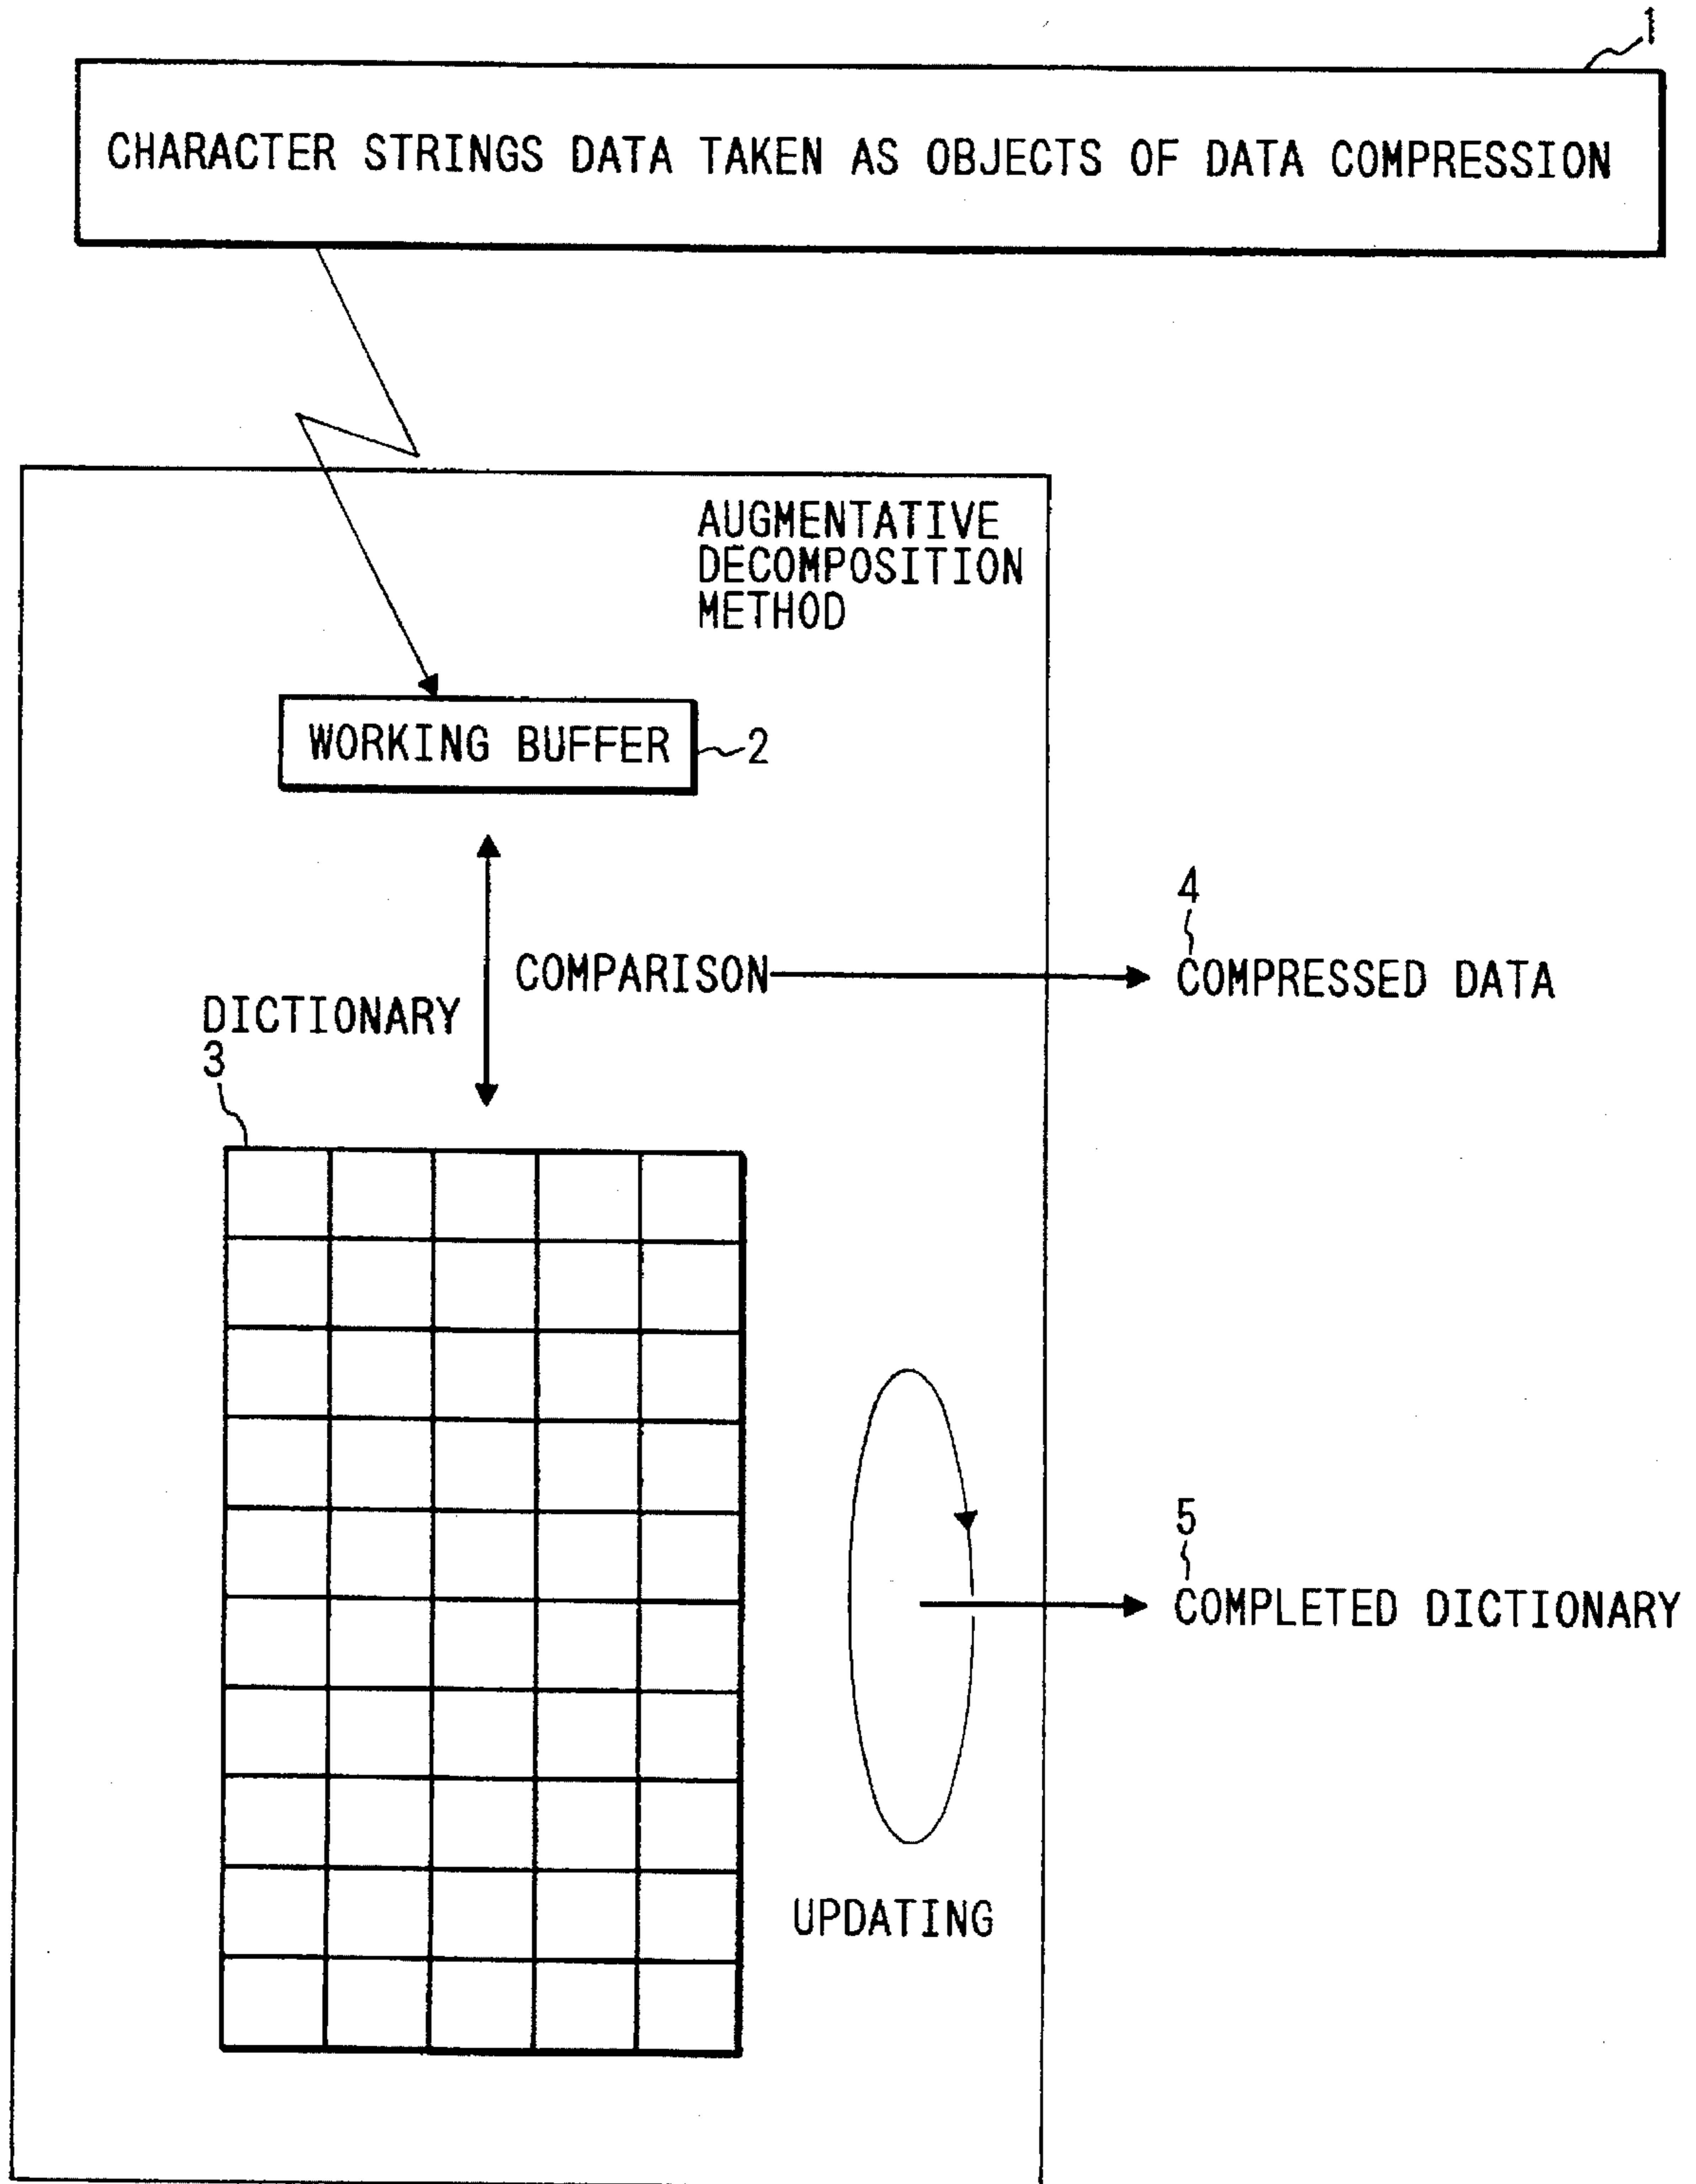 1
CHARACTER STRINGS DATA TAKEN AS OBJECTS OF DATA COMPRESSION
AUGMENTATIVE
DECOMPOSITION
METHOD
WORKING BUFFER
2
4
COMPARISON
COMPRESSED DATA
DICTIONARY
3
5
COMPLETED DICTIONARY
UPDATING